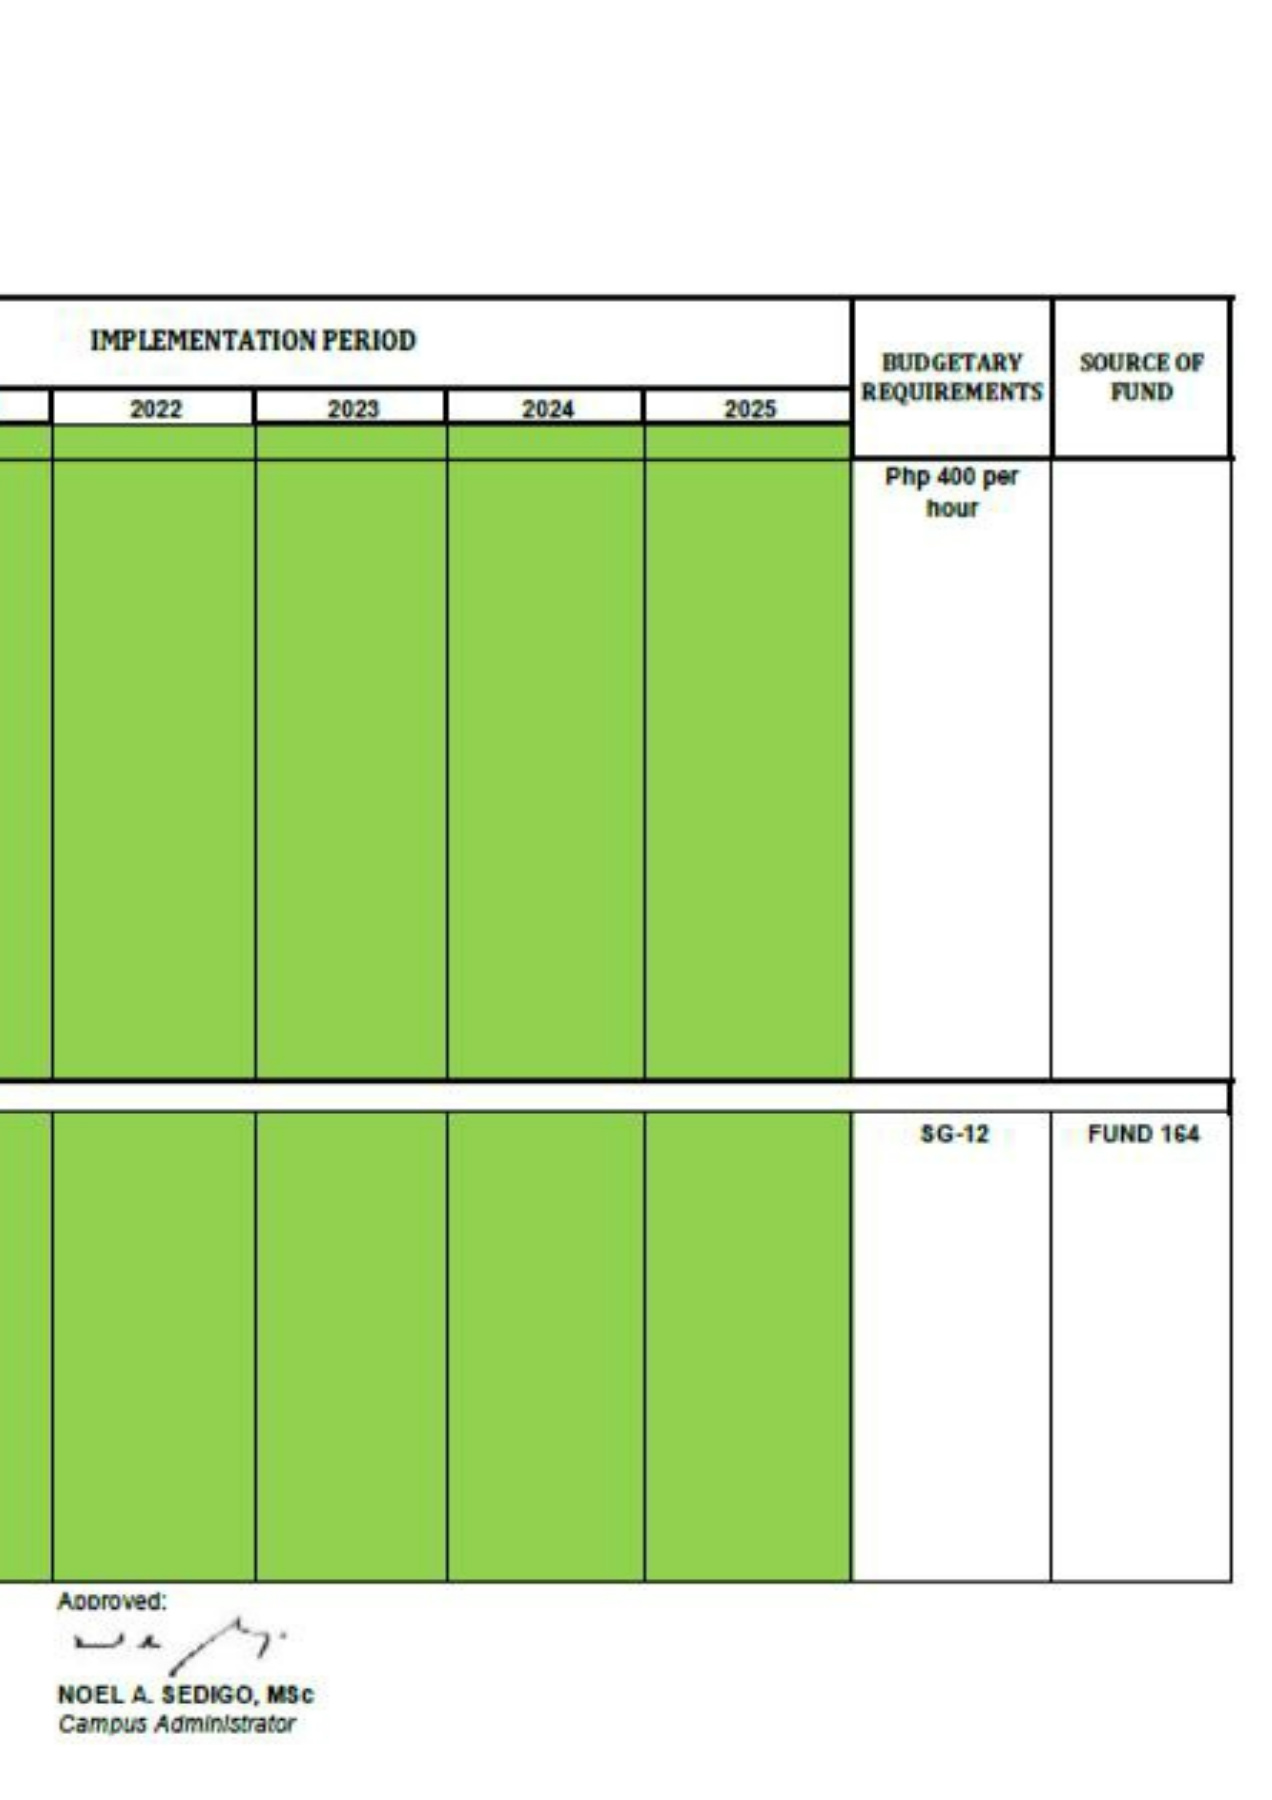 IMPLEMENTATION PERIOD
BUDGETARY
REQUIREMENTS
SOURCE OF
FUND
2022
2023
2024
2025
Php 400 per
hour
SG-12
FUND 164
Approved:
NOEL A. SEDIGO, MSc
Campus Administrator